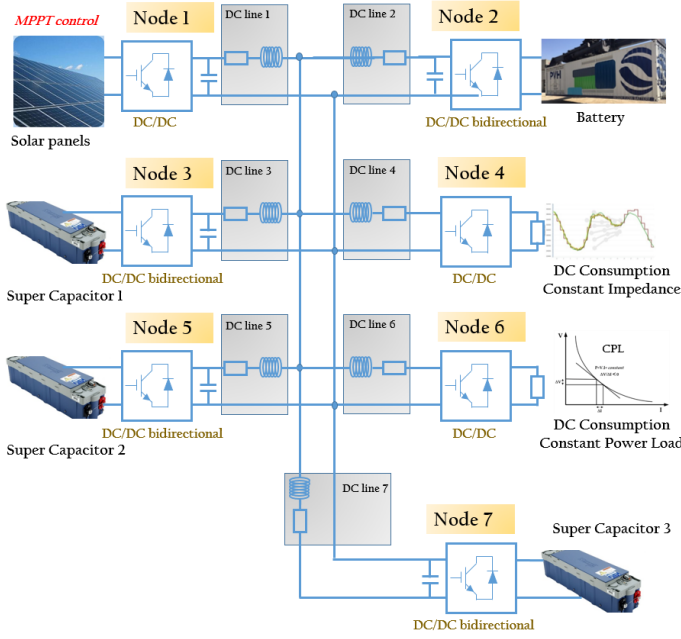 MPPT control
Node 1
DC line 1
DC line 2
Node 2
Solar panels
DC/DC
DC/DC bidirectional
Battery
Node 3
DC line 3
DC line 4
Node 4
DC/DC bidirectional
DC/DC
Super Capacitor 1
DC Consumption
Constant Impedance
Node 5
DC line 5
DC line 6
Node 6
V
CPL
I
DC/DC bidirectional
DC/DC
Super Capacitor 2
DC Consumption
Constant Power Load
DC line 7
Node 7
Super Capacitor 3
DC/DC bidirectional